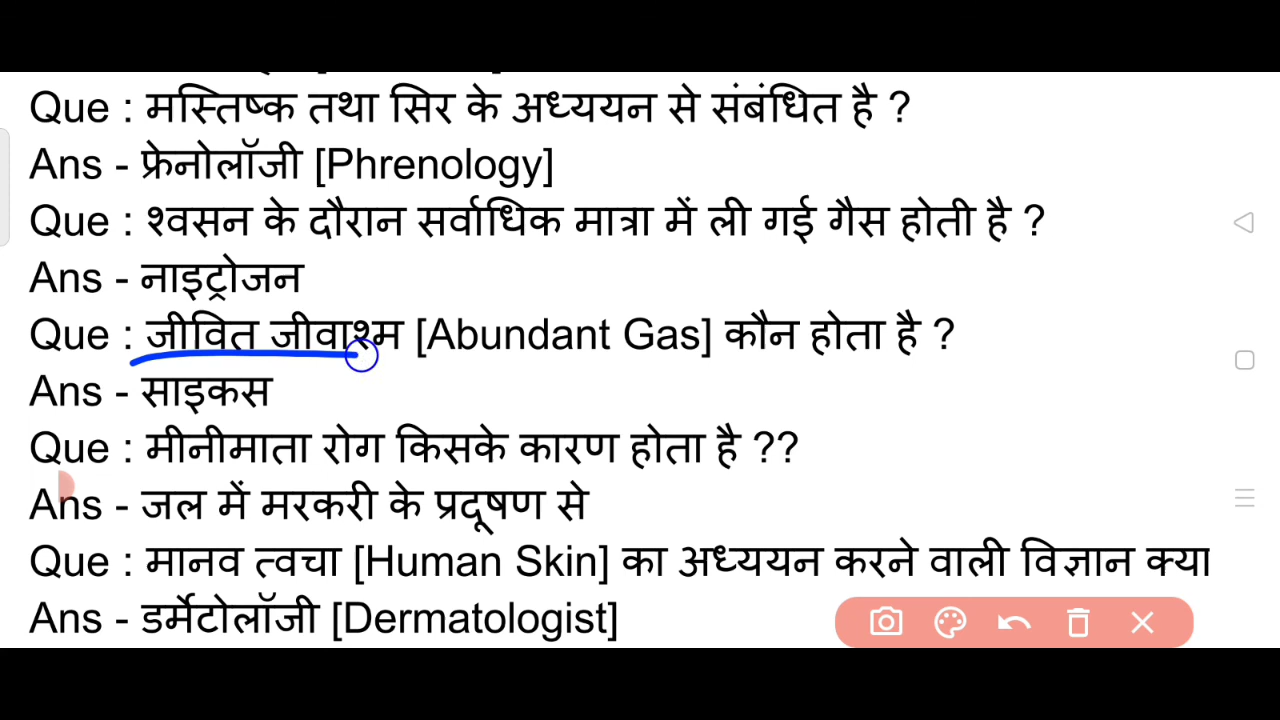 Que : मस्तिष्क तथा सिर के अध्ययन से संबंधित है ?
Ans - फ्रेनोलॉजी [Phrenology]
Que : श्वसन के दौरान सर्वाधिक मात्रा में ली गई गैस होती है ?
Ans - नाइट्रोजन
Que : जीवित जीवाश्म [Abundant Gas] कौन होता है ?
Ans - साइकस
Que : मीनीमाता रोग किसके कारण होता है ??
Ans - जल में मरकरी के प्रदूषण से
Que : मानव त्वचा [Human Skin] का अध्ययन करने वाली विज्ञान क्या
Ans - डर्मेटोलॉजी [Dermatologist]